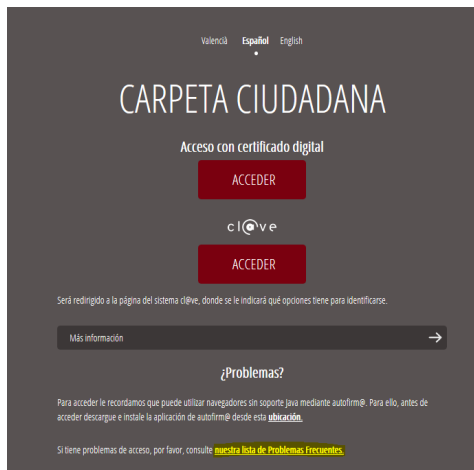 Valencià Español English
CARPETA CIUDADANA
Acceso con certificado digital
ACCEDER
cl@ve
ACCEDER
Será redirigido a la página del sistema cl@ve, donde se le indicará qué opciones tiene para identificarse.
Más información
¿Problemas?
Para acceder le recordamos que puede utilizar navegadores sin soporte Java mediante autofirm@. Para ello, antes de
acceder descargue e instale la aplicación de autofirm@ desde esta ubicación.
Si tiene problemas de acceso, por favor, consulte nuestra lista de Problemas Frecuentes.